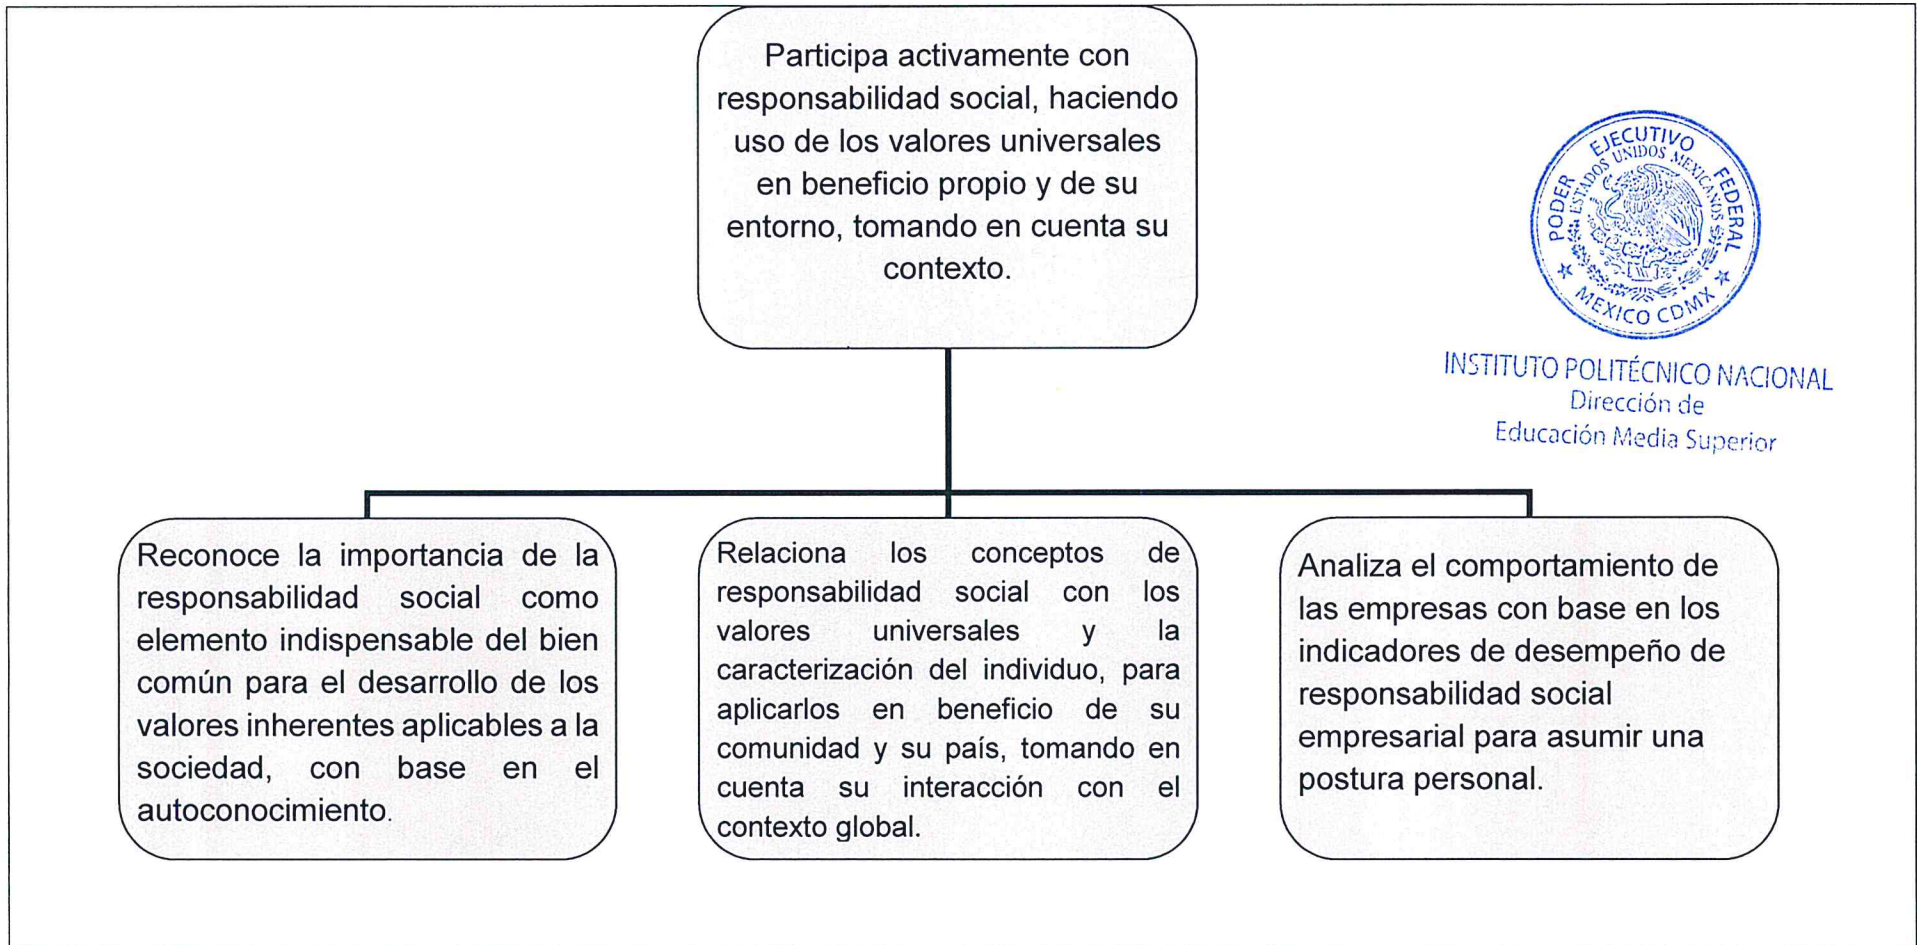 Participa activamente con
responsabilidad social, haciendo
uso de los valores universales
en beneficio propio y de su
entorno, tomando en cuenta su
contexto.
PODER EJECUTIVO FEDERAL
ESTADOS UNIDOS MEXICANOS
MEXICO CDMX
INSTITUTO POLITÉCNICO NACIONAL
Dirección de
Educación Media Superior
Reconoce la importancia de la
responsabilidad social como
elemento indispensable del bien
común para el desarrollo de los
valores inherentes aplicables a la
sociedad, con base en el
autoconocimiento.
Relaciona los conceptos de
responsabilidad social con los
valores universales y la
caracterización del individuo, para
aplicarlos en beneficio de su
comunidad y su país, tomando en
cuenta su interacción con el
contexto global.
Analiza el comportamiento de
las empresas con base en los
indicadores de desempeño de
responsabilidad social
empresarial para asumir una
postura personal.